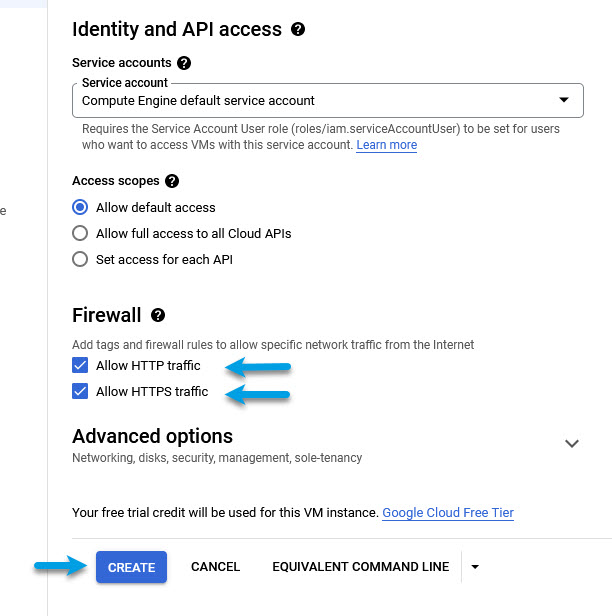 Identity and API access ?
Service accounts ?
Service account
Compute Engine default service account
Requires the Service Account User role (roles/iam.serviceAccountUser) to be set for users
who want to access VMs with this service account. Learn more
Access scopes ?
e
Allow default access
Allow full access to all Cloud APIs
Set access for each API
Firewall ?
Add tags and firewall rules to allow specific network traffic from the Internet
Allow HTTP traffic
Allow HTTPS traffic
Advanced options
Networking, disks, security, management, sole-tenancy
Your free trial credit will be used for this VM instance. Google Cloud Free Tier
CREATE CANCEL EQUIVALENT COMMAND LINE